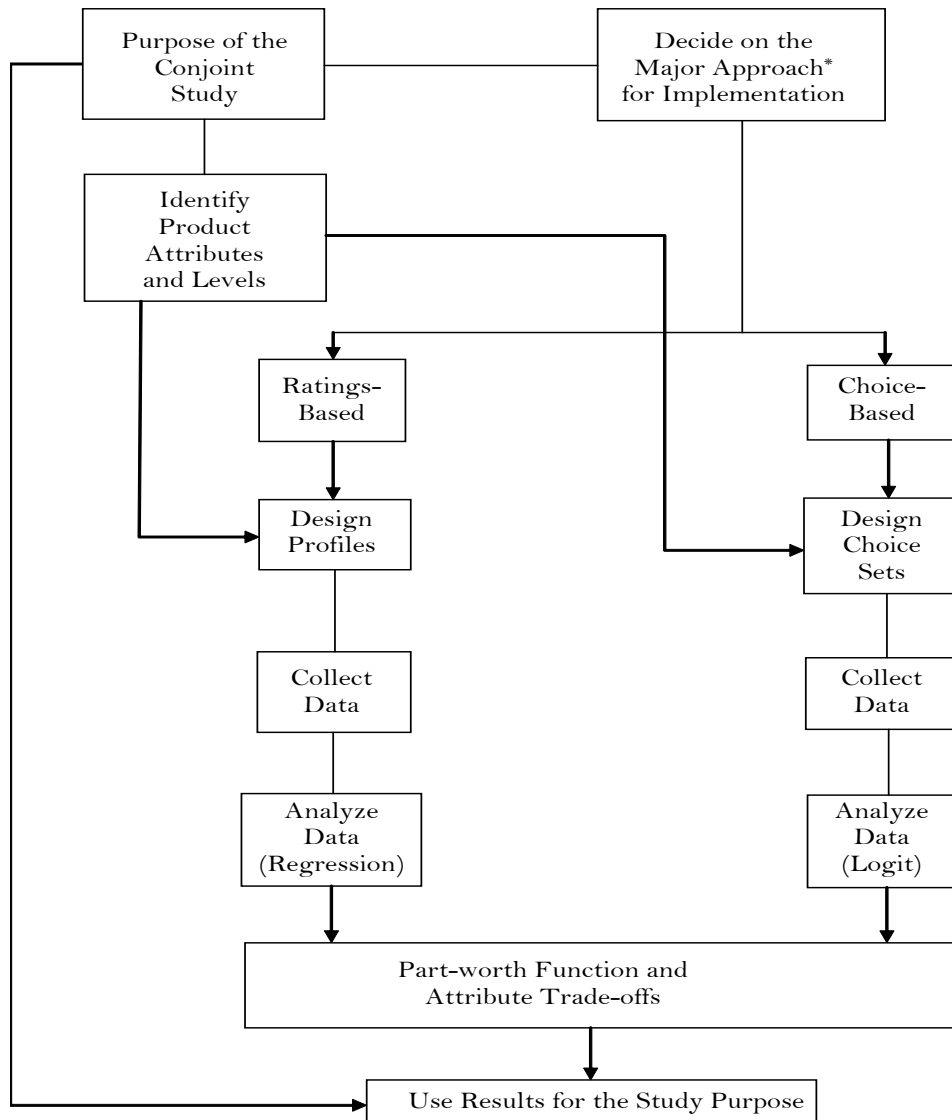 Purpose of the
Conjoint
Study
Decide on the
Major Approach*
for Implementation
Identify
Product
Attributes
and Levels
Ratings-
Based
Choice-
Based
Design
Profiles
Design
Choice
Sets
Collect
Data
Collect
Data
Analyze
Data
(Regression)
Analyze
Data
(Logit)
Part-worth Function and
Attribute Trade-offs
Use Results for the Study Purpose